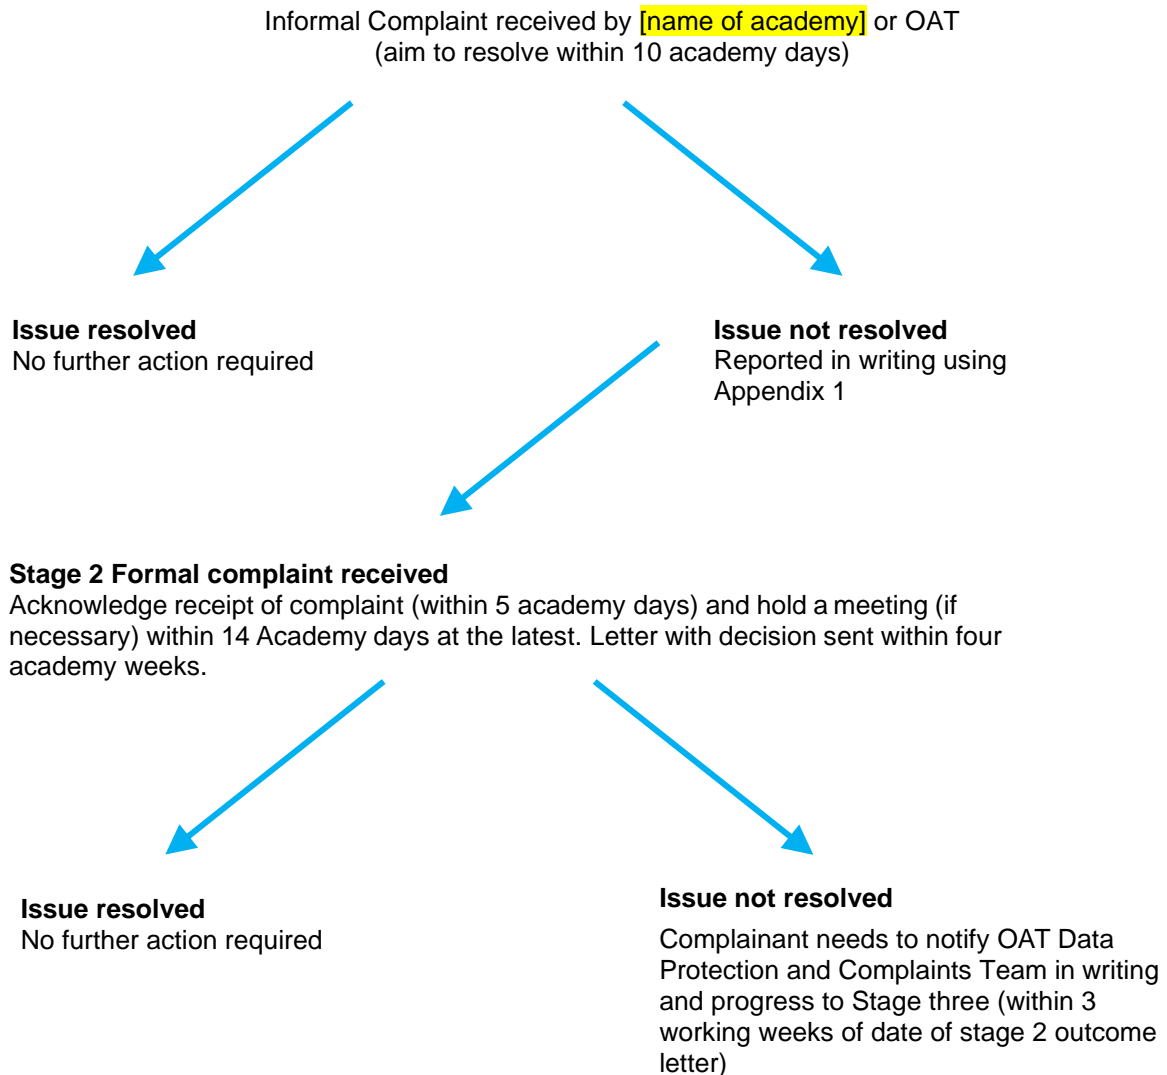 Informal Complaint received by [name of academy] or OAT
(aim to resolve within 10 academy days)
Issue resolved
No further action required
Issue not resolved
Reported in writing using
Appendix 1
Stage 2 Formal complaint received
Acknowledge receipt of complaint (within 5 academy days) and hold a meeting (if
necessary) within 14 Academy days at the latest. Letter with decision sent within four
academy weeks.
Issue resolved
No further action required
Issue not resolved
Complainant needs to notify OAT Data
Protection and Complaints Team in writing
and progress to Stage three (within 3
working weeks of date of stage 2 outcome
letter)